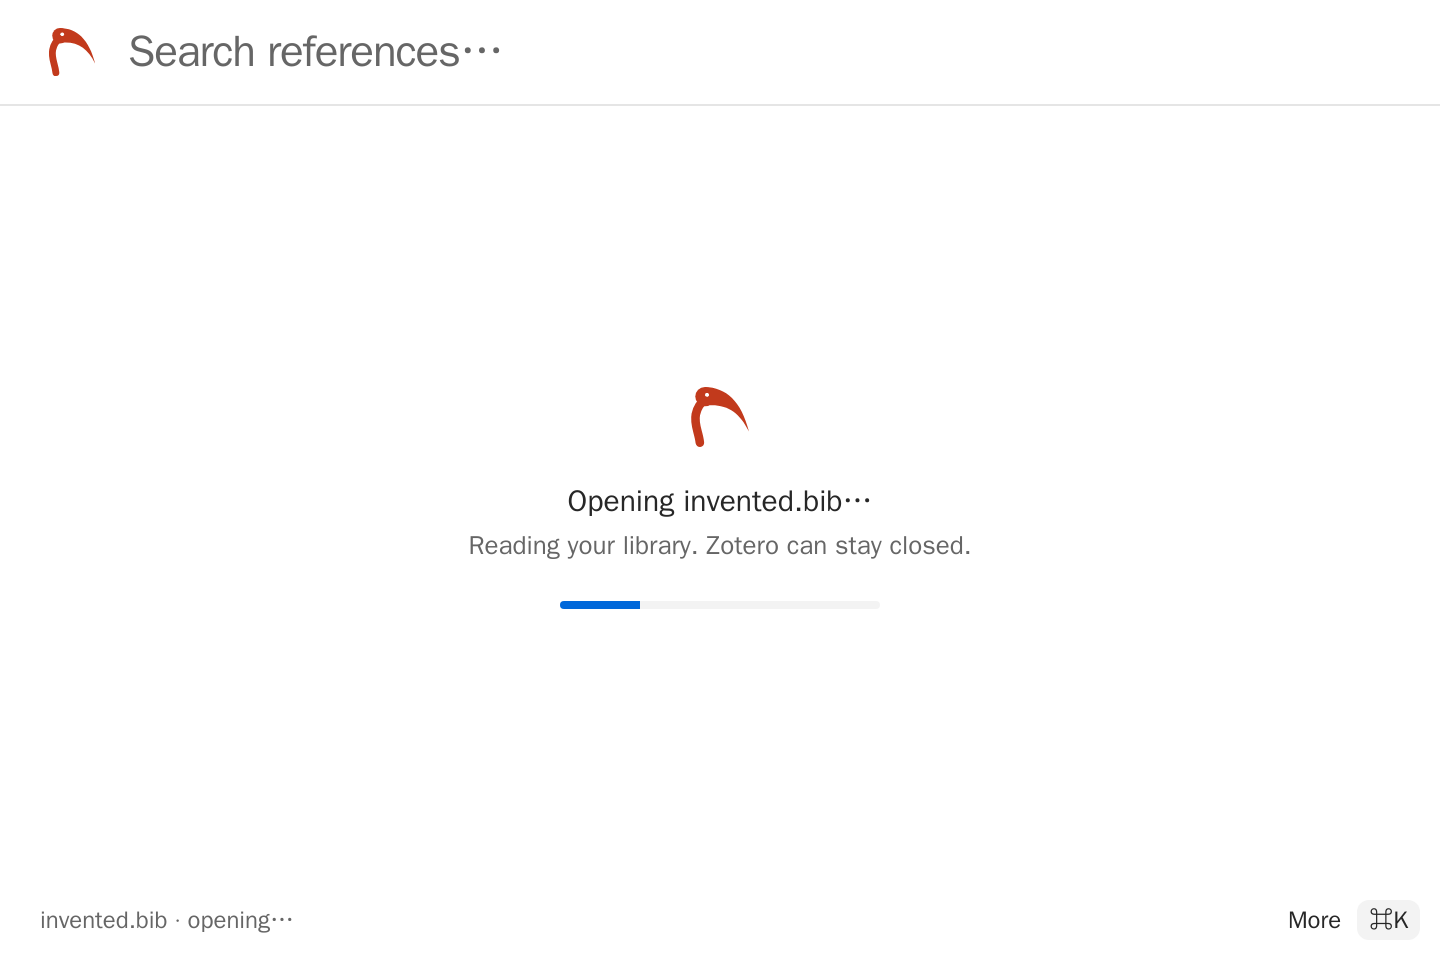 Search references…
Opening invented.bib…
Reading your library. Zotero can stay closed.
invented.bib · opening…
More ⌘K